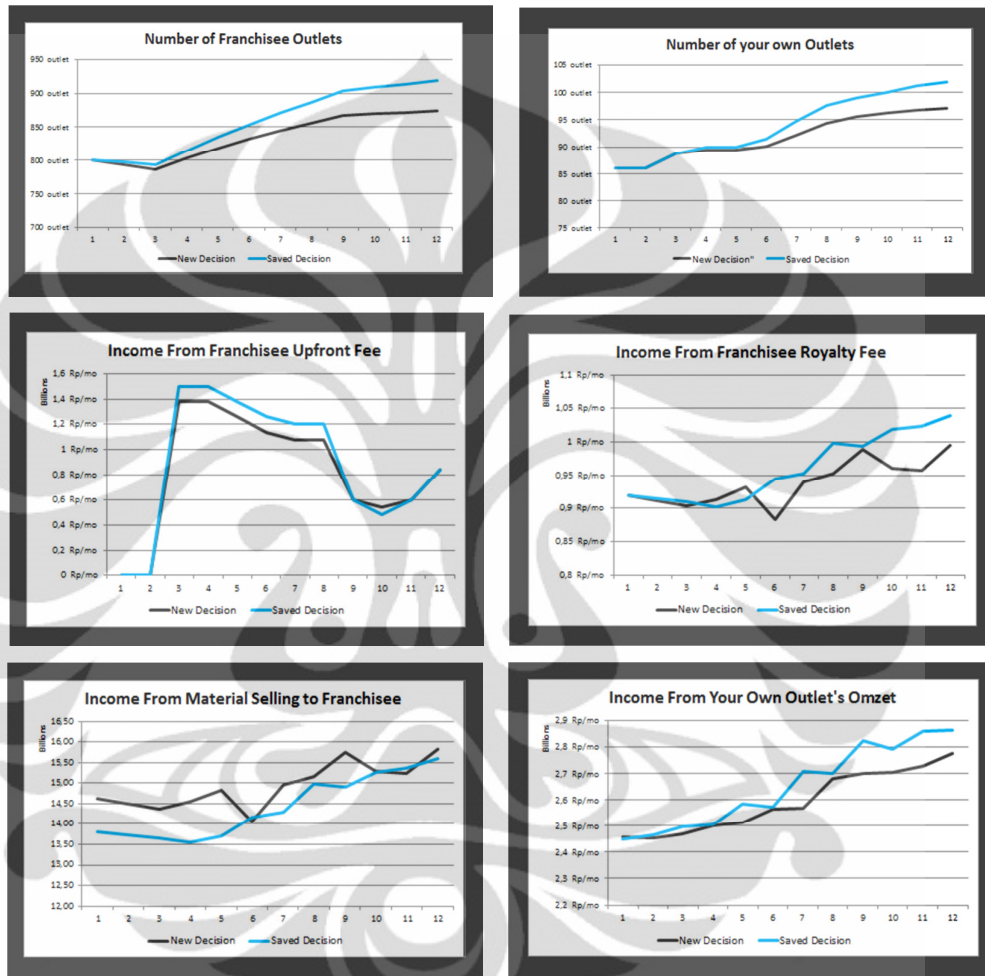 Number of Franchisee Outlets
950 outlet
900 outlet
850 outlet
800 outlet
750 outlet
700 outlet
1 2 3 4 5 6 7 8 9 10 11 12
New Decision Saved Decision
Number of your own Outlets
105 outlet
100 outlet
95 outlet
90 outlet
85 outlet
80 outlet
75 outlet
1 2 3 4 5 6 7 8 9 10 11 12
New Decision" Saved Decision
Income From Franchisee Upfront Fee
Billions
1,6 Rp/mo
1,4 Rp/mo
1,2 Rp/mo
1 Rp/mo
0,8 Rp/mo
0,6 Rp/mo
0,4 Rp/mo
0,2 Rp/mo
0 Rp/mo
1 2 3 4 5 6 7 8 9 10 11 12
New Decision Saved Decision
Income From Franchisee Royalty Fee
Billions
1,1 Rp/mo
1,05 Rp/mo
1 Rp/mo
0,95 Rp/mo
0,9 Rp/mo
0,85 Rp/mo
0,8 Rp/mo
1 2 3 4 5 6 7 8 9 10 11 12
New Decision Saved Decision
Income From Material Selling to Franchisee
Billions
16,50
16,00
15,50
15,00
14,50
14,00
13,50
13,00
12,50
12,00
1 2 3 4 5 6 7 8 9 10 11 12
New Decision Saved Decision
Income From Your Own Outlet's Omzet
Billions
2,9 Rp/mo
2,8 Rp/mo
2,7 Rp/mo
2,6 Rp/mo
2,5 Rp/mo
2,4 Rp/mo
2,3 Rp/mo
2,2 Rp/mo
1 2 3 4 5 6 7 8 9 10 11 12
New Decision Saved Decision